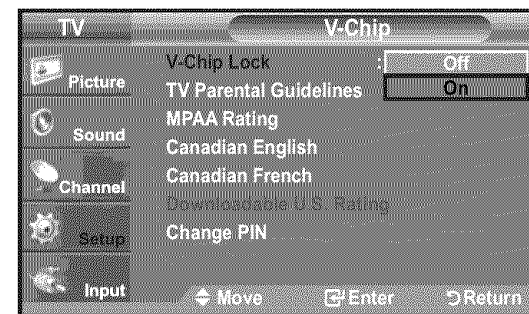 TV
V-Chip
Picture
Sound
Channel
Setup
Input
V-Chip Lock : Off
On
TV Parental Guidelines
MPAA Rating
Canadian English
Canadian French
Downloadable U.S. Rating
Change PIN
Move Enter Return